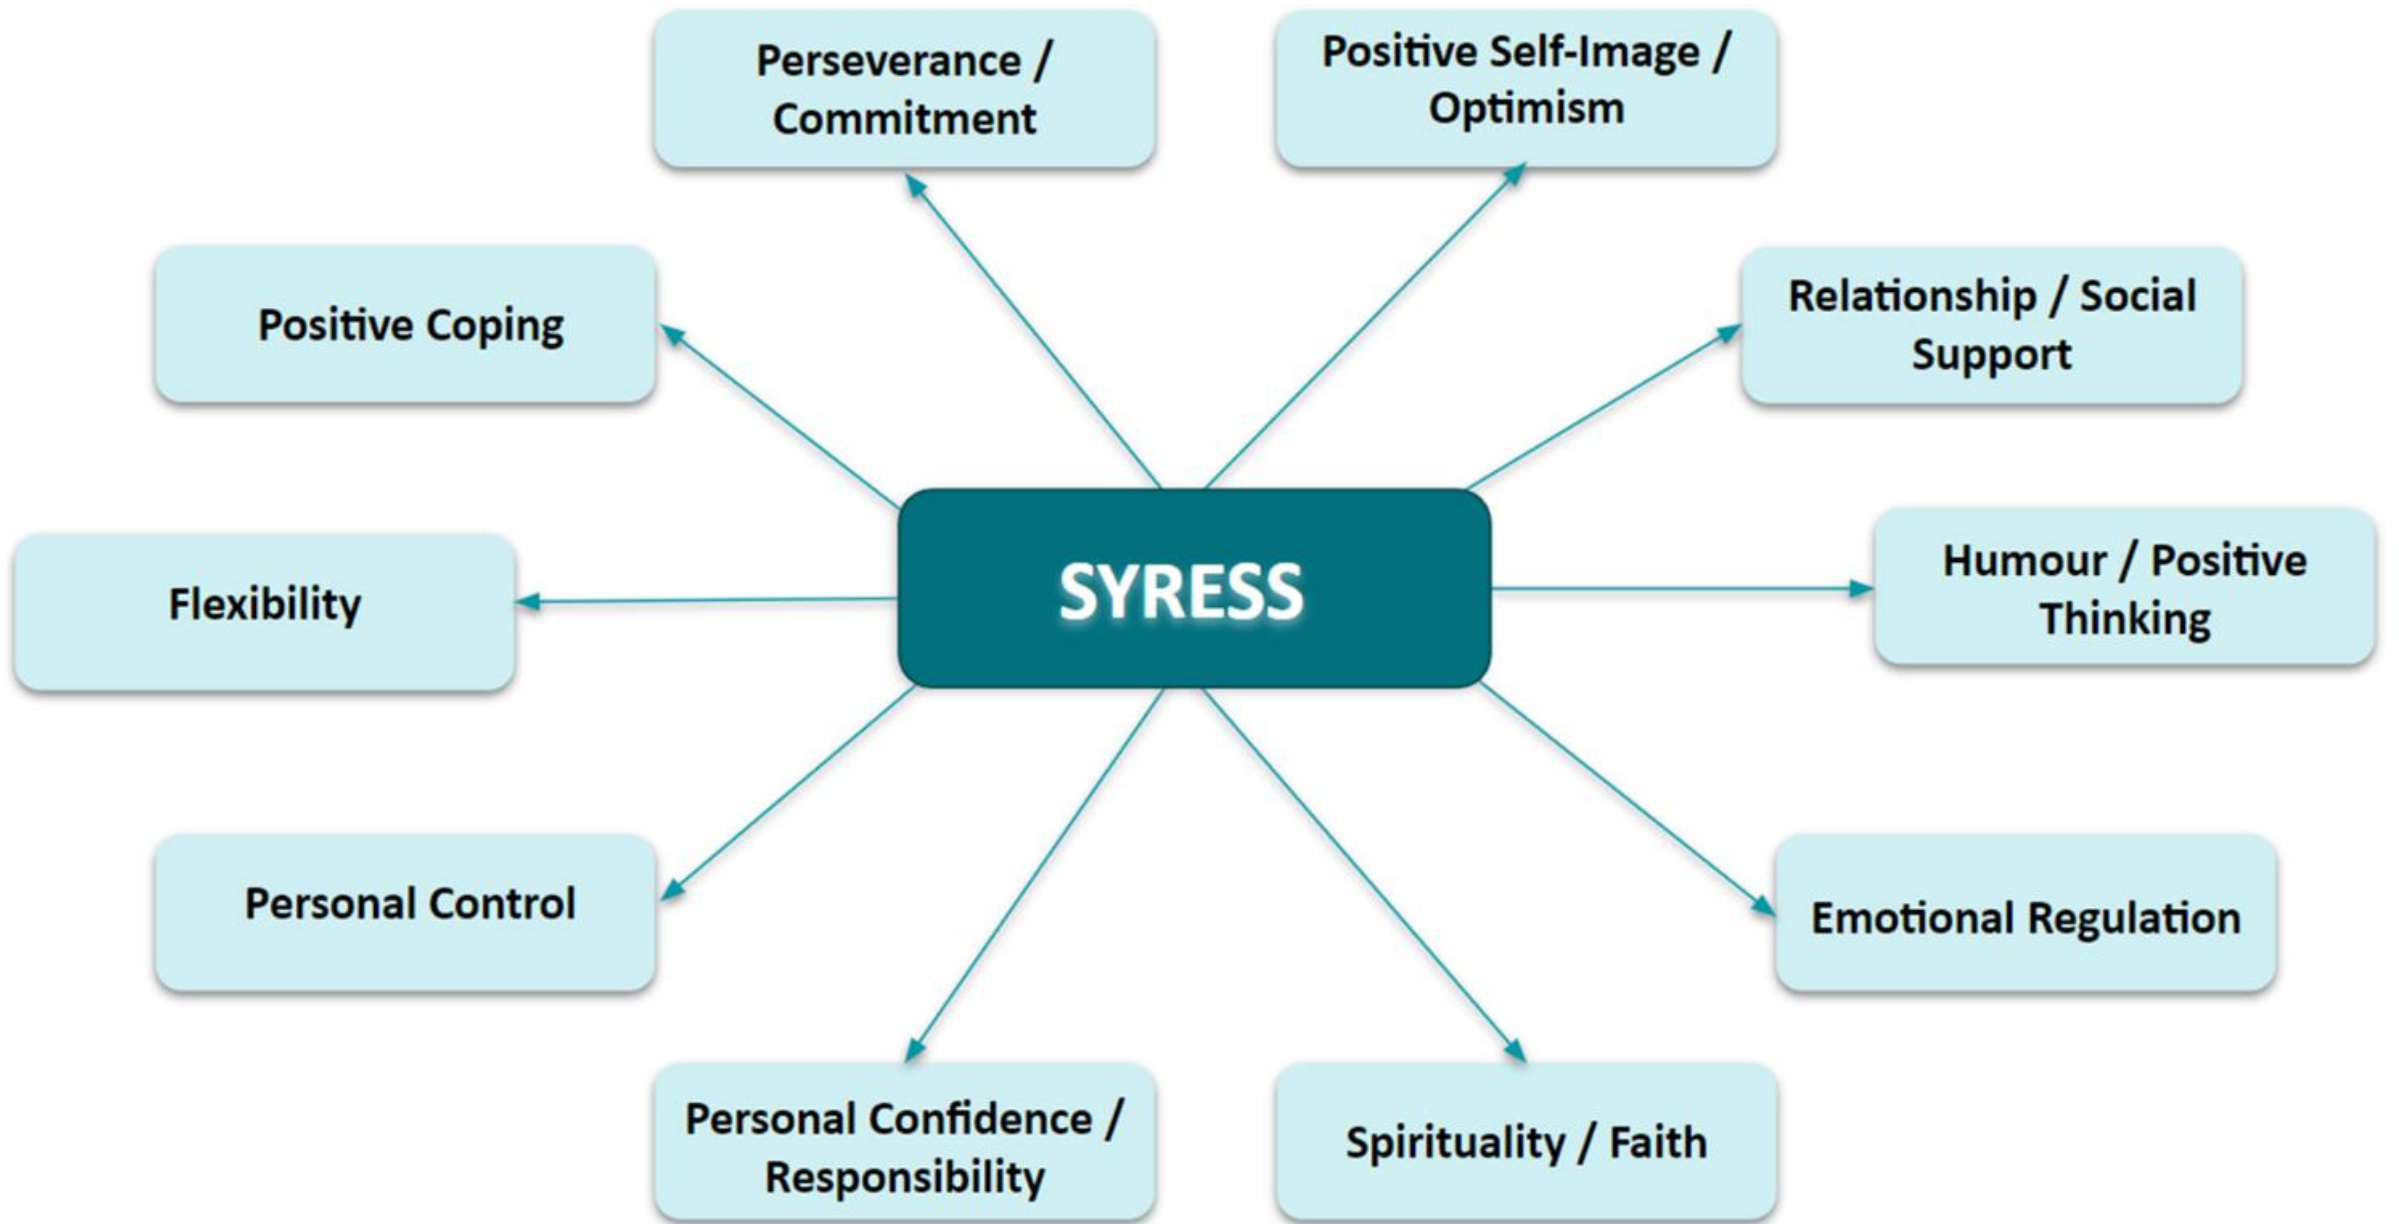 Perseverance /
Commitment
Positive Self-Image /
Optimism
Positive Coping
Relationship / Social
Support
Flexibility
SYRESS
Humour / Positive
Thinking
Personal Control
Emotional Regulation
Personal Confidence /
Responsibility
Spirituality / Faith